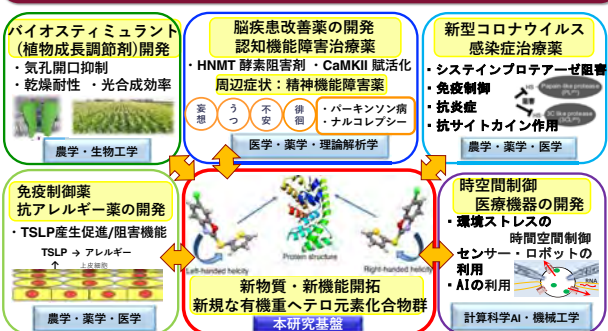 バイオスティミュラント
(植物成長調節剤)開発
・気孔開口抑制
・乾燥耐性 ・光合成効率
農学・生物工学
脳疾患改善薬の開発
認知機能障害治療薬
・HNMT 酵素阻害剤 ・CaMKII 賦活化
周辺症状：精神機能障害薬
妄想
うつ
不安
徘徊
・パーキンソン病
・ナルコレプシー
医学・薬学・理論解析学
新型コロナウイルス
感染症治療薬
・システインプロテアーゼ阻害
・免疫制御
・抗炎症
・抗サイトカイン作用
Papain-like protease
阻害
3C-like protease
農学・薬学・医学
免疫制御薬
抗アレルギー薬の開発
・TSLP産生促進/阻害機能
TSLP → アレルギー
↑ 上皮細胞
農学・薬学・医学
Left-handed helicity
Protein structure
Right-handed helicity
新物質・新機能開拓
新規な有機重ヘテロ元素化合物群
本研究基盤
時空間制御
医療機器の開発
・環境ストレスの
時間空間制御
・センサー・ロボットの
利用
・AIの利用
RNA
計算科学AI・機械工学